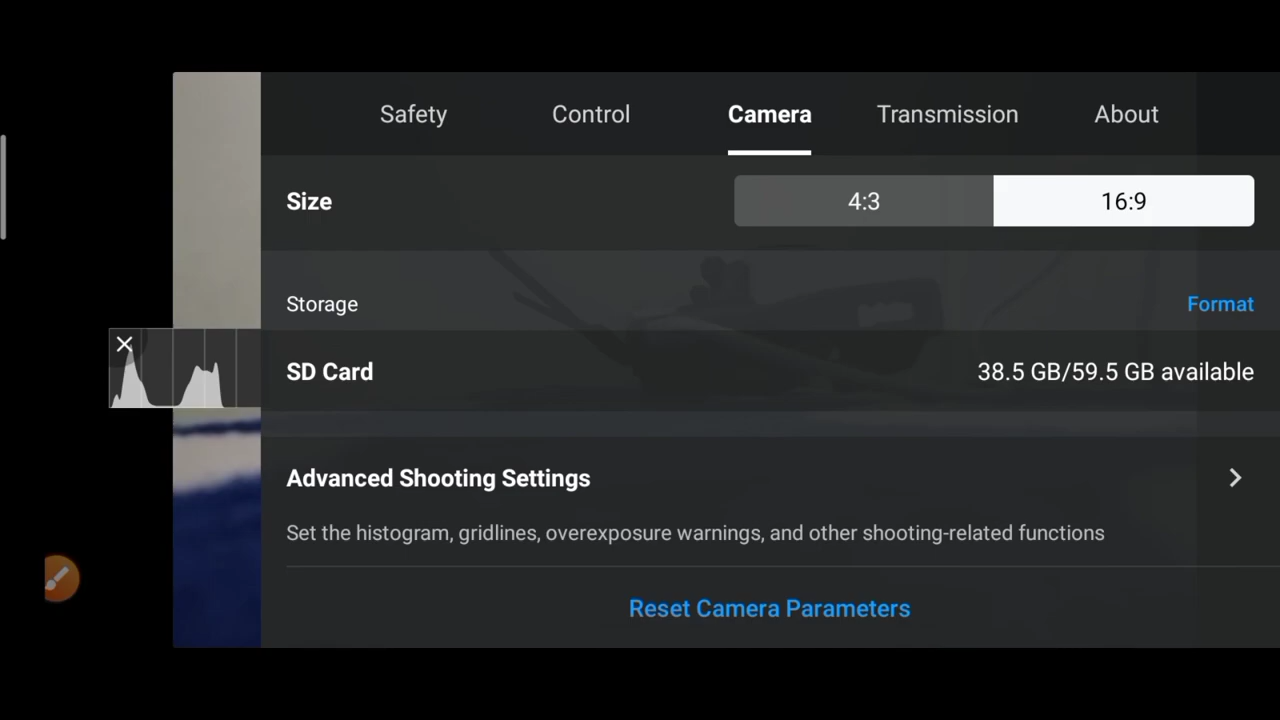 Safety Control Camera Transmission About
Size 4:3 16:9
Storage Format
SD Card 38.5 GB/59.5 GB available
Advanced Shooting Settings
Set the histogram, gridlines, overexposure warnings, and other shooting-related functions
Reset Camera Parameters